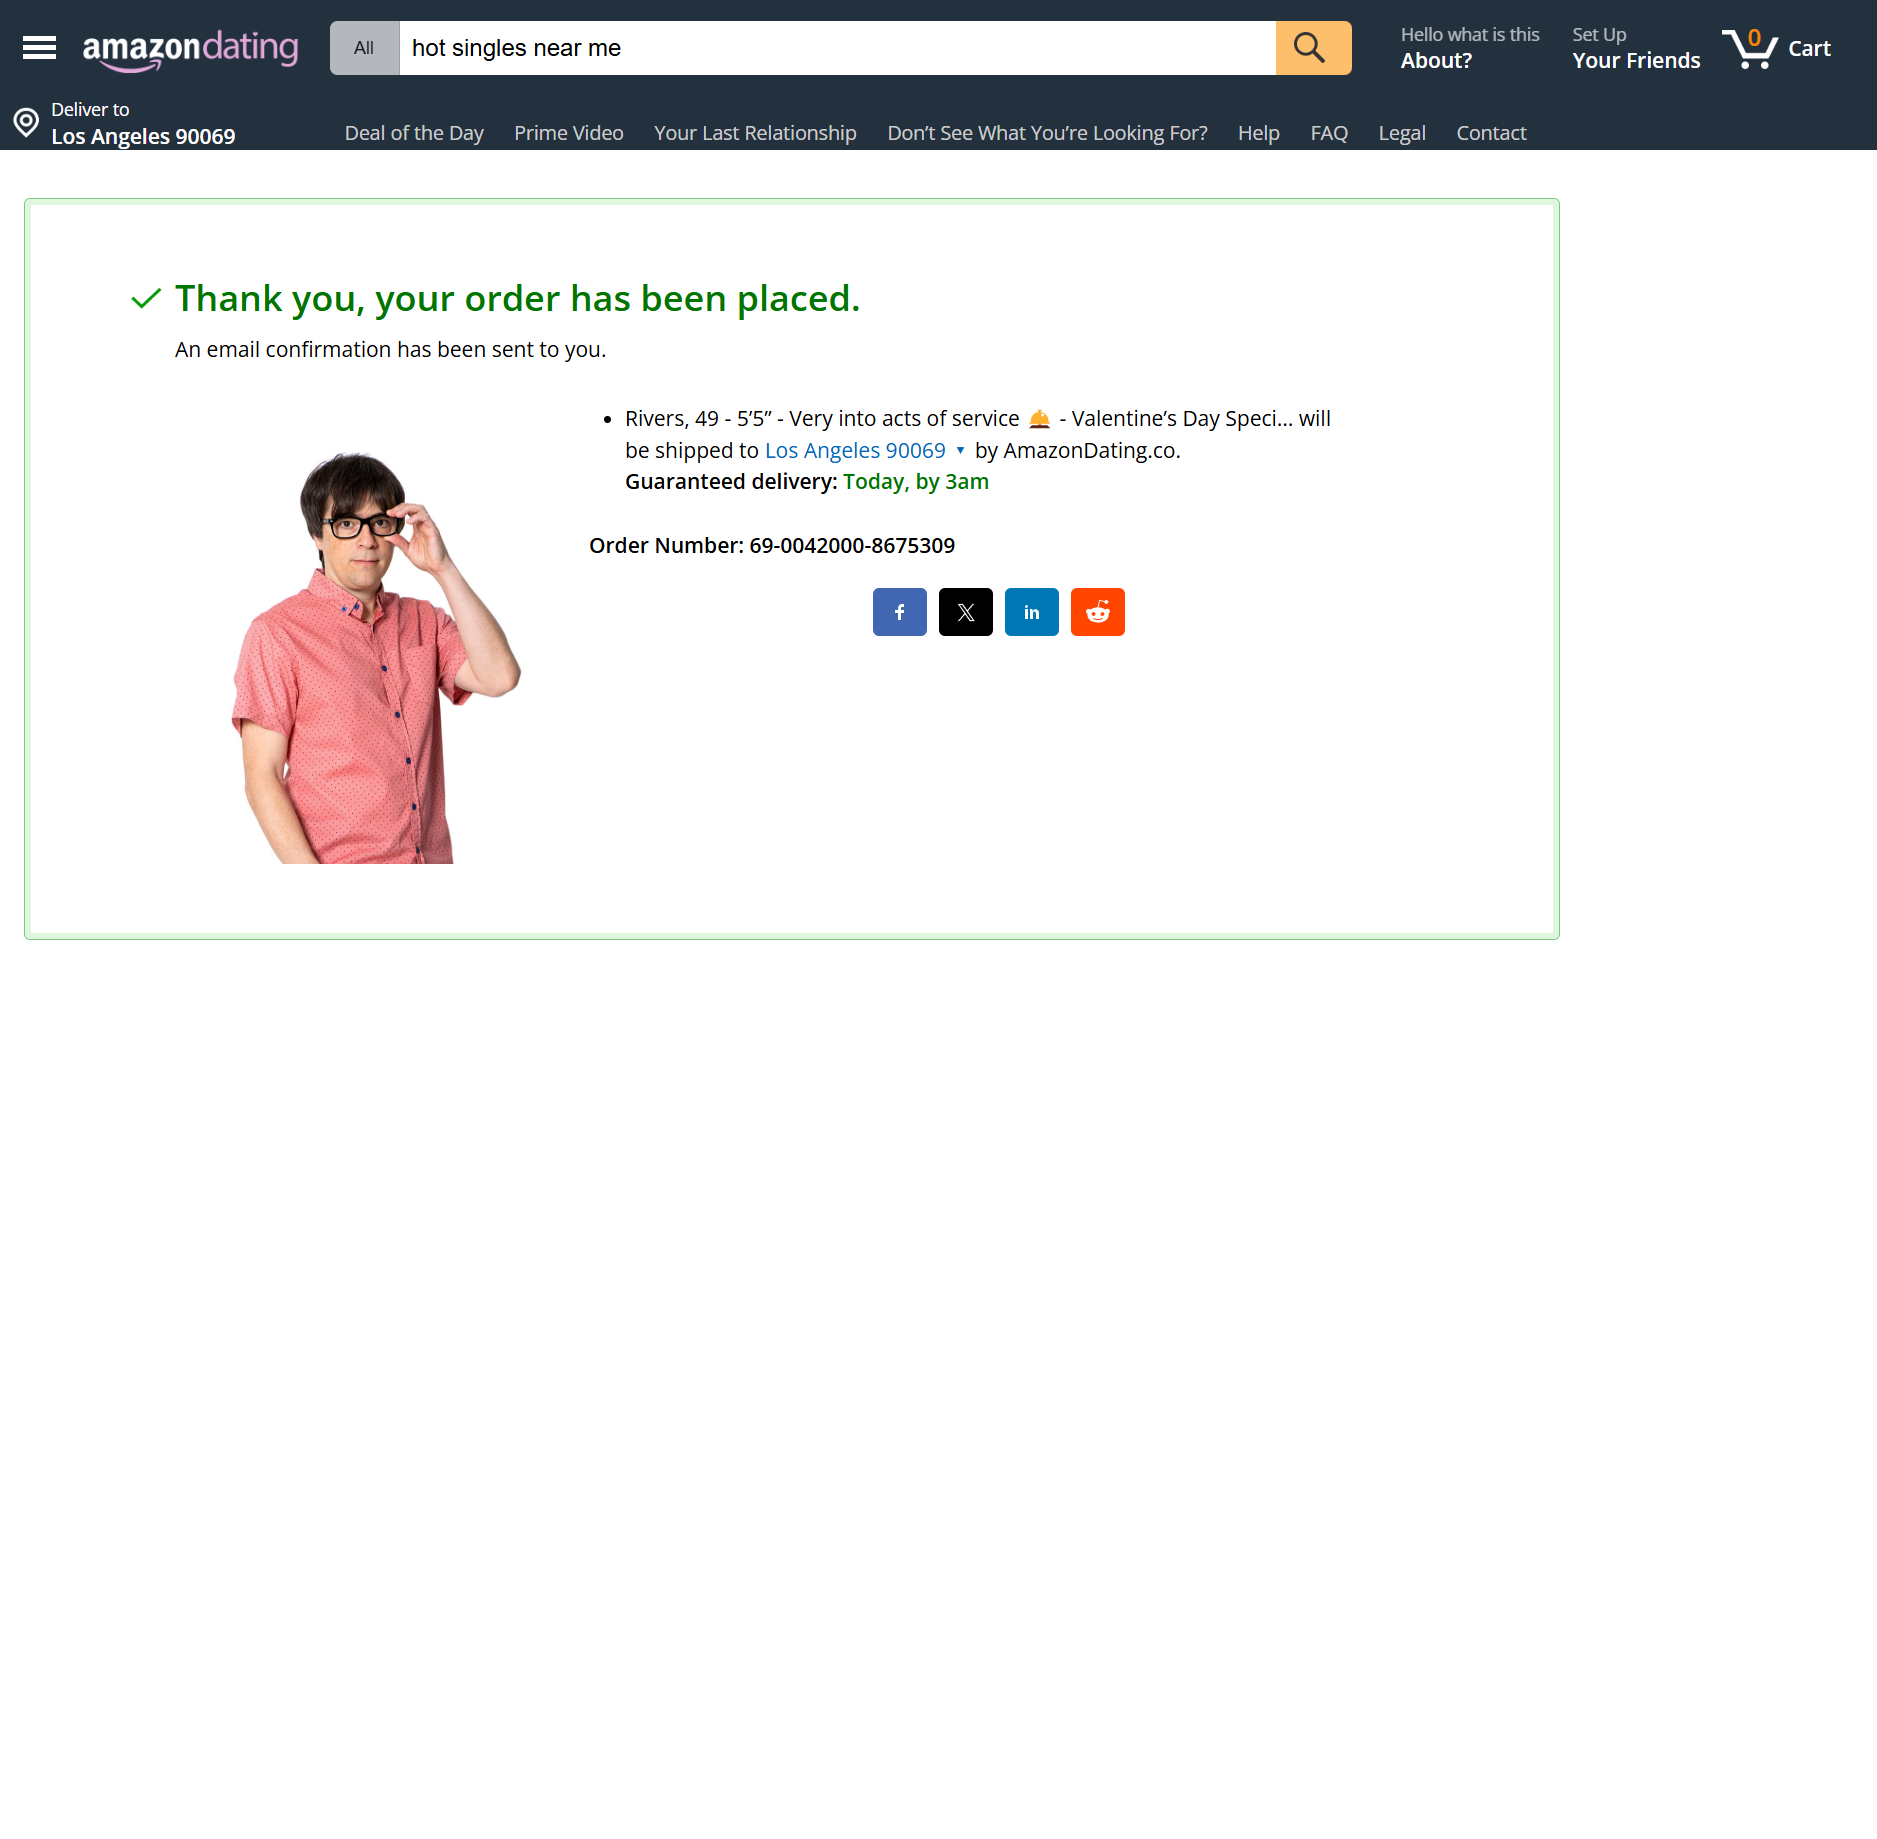 amazondating
All
hot singles near me
Hello what is this
About?
Set Up
Your Friends
0
Cart
Deliver to
Los Angeles 90069
Deal of the Day
Prime Video
Your Last Relationship
Don’t See What You’re Looking For?
Help
FAQ
Legal
Contact
Thank you, your order has been placed.
An email confirmation has been sent to you.
Rivers, 49 - 5’5” - Very into acts of service 🛎️ - Valentine’s Day Speci... will
be shipped to Los Angeles 90069 ▾ by AmazonDating.co.
Guaranteed delivery: Today, by 3am
Order Number: 69-0042000-8675309
f
X
in